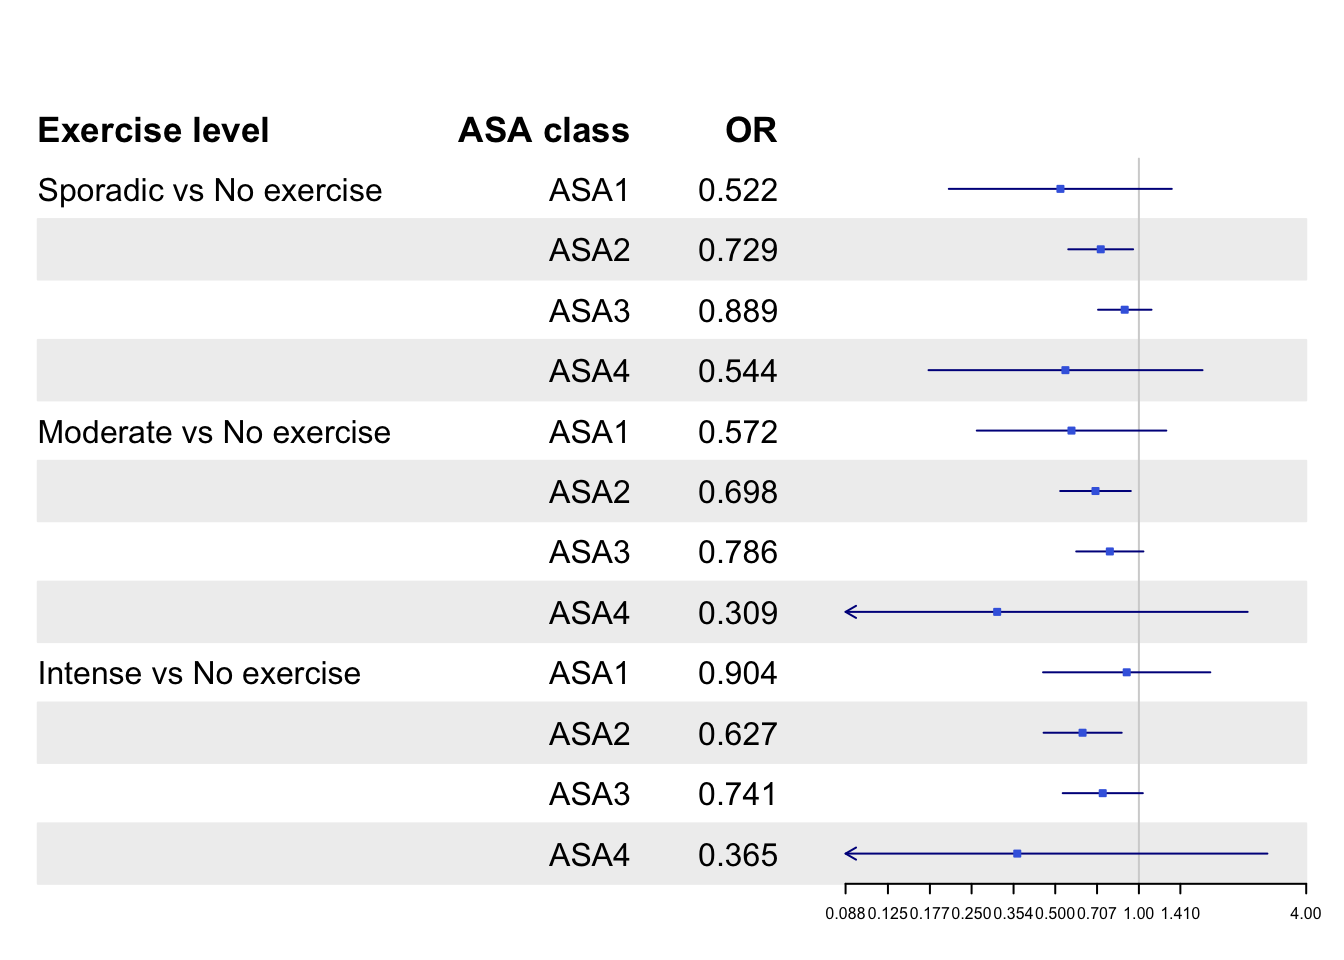 Exercise level ASA class OR
Sporadic vs No exercise ASA1 0.522
ASA2 0.729
ASA3 0.889
ASA4 0.544
Moderate vs No exercise ASA1 0.572
ASA2 0.698
ASA3 0.786
ASA4 0.309
Intense vs No exercise ASA1 0.904
ASA2 0.627
ASA3 0.741
ASA4 0.365
0.088 0.125 0.177 0.250 0.354 0.500 0.707 1.00 1.410 4.00